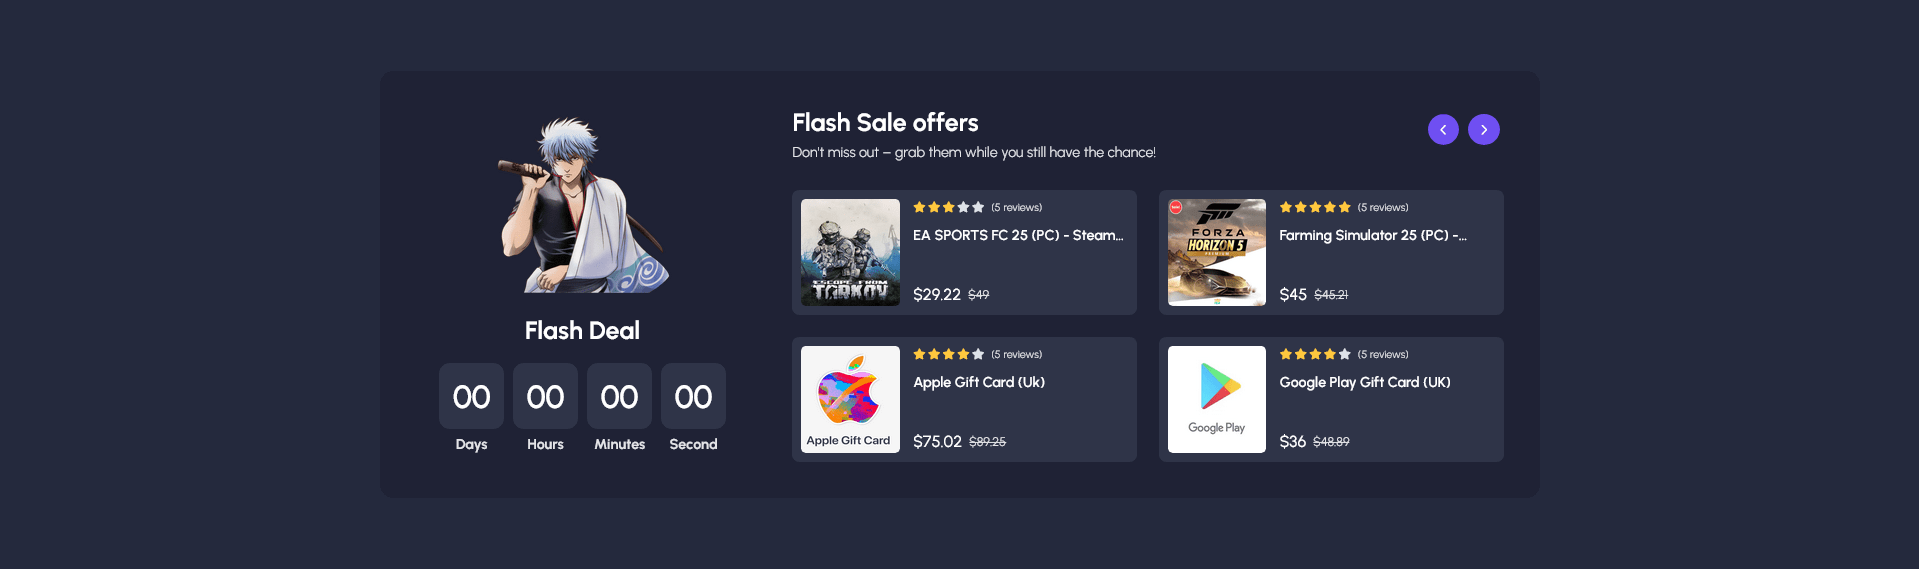 Flash Deal
00 00 00 00
Days Hours Minutes Second
Flash Sale offers
Don't miss out – grab them while you still have the chance!
ESCAPE FROM
TARKOV
(5 reviews)
EA SPORTS FC 25 (PC) - Steam...
$29.22 $49
FORZA
HORIZON 5
PREMIUM
(5 reviews)
Farming Simulator 25 (PC) -...
$45 $45.21
Apple Gift Card
(5 reviews)
Apple Gift Card (Uk)
$75.02 $89.25
Google Play
(5 reviews)
Google Play Gift Card (UK)
$36 $48.89